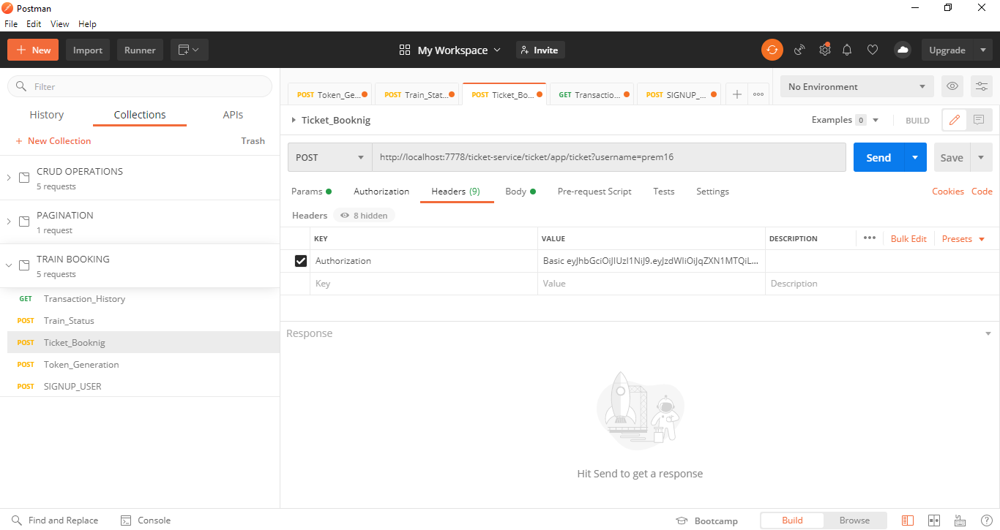 Postman
File Edit View Help
New Import Runner My Workspace Invite Upgrade
Filter
History Collections APIs
+ New Collection Trash
CRUD OPERATIONS
5 requests
PAGINATION
1 request
TRAIN BOOKING
5 requests
GET Transaction_History
POST Train_Status
POST Ticket_Booknig
POST Token_Generation
POST SIGNUP_USER
POST Token_Ge... POST Train_Stat... POST Ticket_Bo... GET Transactio... POST SIGNUP_... No Environment
Ticket_Booknig Examples 0 BUILD
POST http://localhost:7778/ticket-service/ticket/app/ticket?username=prem16 Send Save
Params Authorization Headers (9) Body Pre-request Script Tests Settings Cookies Code
Headers 8 hidden
KEY VALUE DESCRIPTION Bulk Edit Presets
Authorization Basic eyJhbGciOiJIUzI1NiJ9.eyJzdWIiOiJqZXN1MTQiL...
Key Value Description
Response
Hit Send to get a response
Find and Replace Console Bootcamp Build Browse